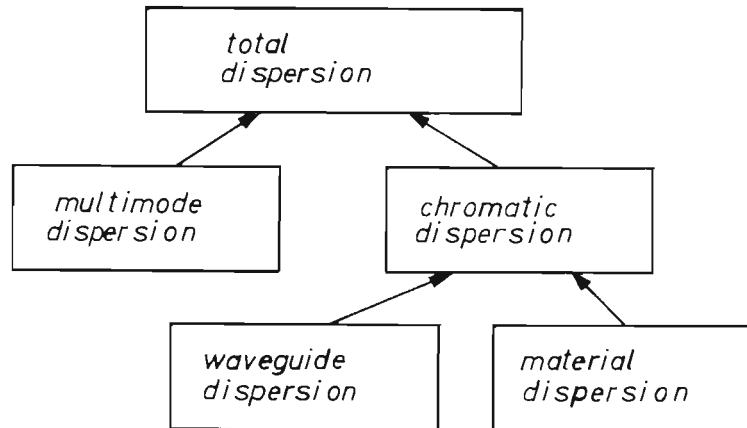 total
dispersion
multimode
dispersion
chromatic
dispersion
waveguide
dispersion
material
dispersion